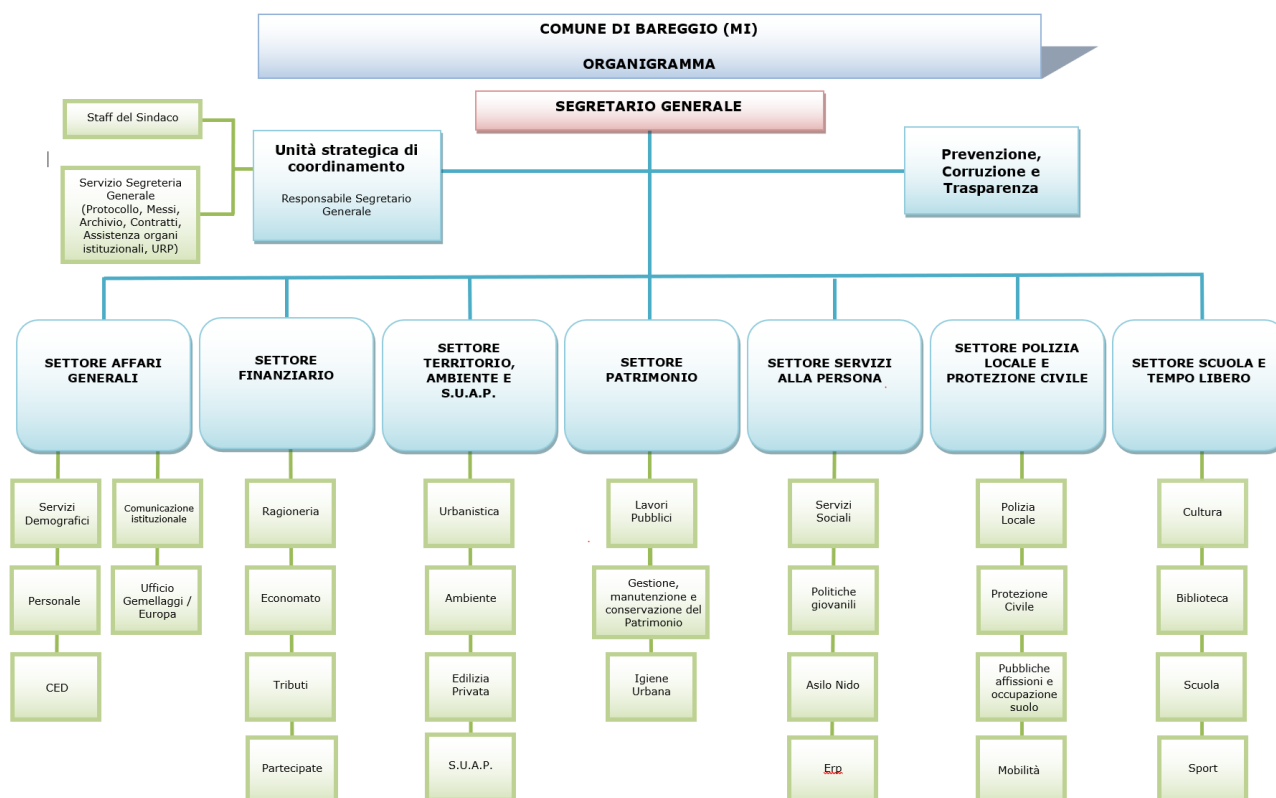 COMUNE DI BAREGGIO (MI)
ORGANIGRAMMA
SEGRETARIO GENERALE
Staff del Sindaco
Servizio Segreteria
Generale
(Protocollo, Messi,
Archivio, Contratti,
Assistenza organi
istituzionali, URP)
Unità strategica di
coordinamento
Responsabile Segretario
Generale
Prevenzione,
Corruzione e
Trasparenza
SETTORE AFFARI
GENERALI
SETTORE
FINANZIARIO
SETTORE
TERRITORIO,
AMBIENTE E
S.U.A.P.
SETTORE
PATRIMONIO
SETTORE SERVIZI
ALLA PERSONA
SETTORE POLIZIA
LOCALE E
PROTEZIONE CIVILE
SETTORE SCUOLA E
TEMPO LIBERO
Servizi
Demografici
Personale
CED
Comunicazione
istituzionale
Ufficio
Gemellaggi /
Europa
Ragioneria
Economato
Tributi
Partecipate
Urbanistica
Ambiente
Edilizia
Privata
S.U.A.P.
Lavori
Pubblici
Gestione,
manutenzione e
conservazione del
Patrimonio
Igiene
Urbana
Servizi
Sociali
Politiche
giovanili
Asilo Nido
Erp
Polizia
Locale
Protezione
Civile
Pubbliche
affissioni e
occupazione
suolo
Mobilità
Cultura
Biblioteca
Scuola
Sport